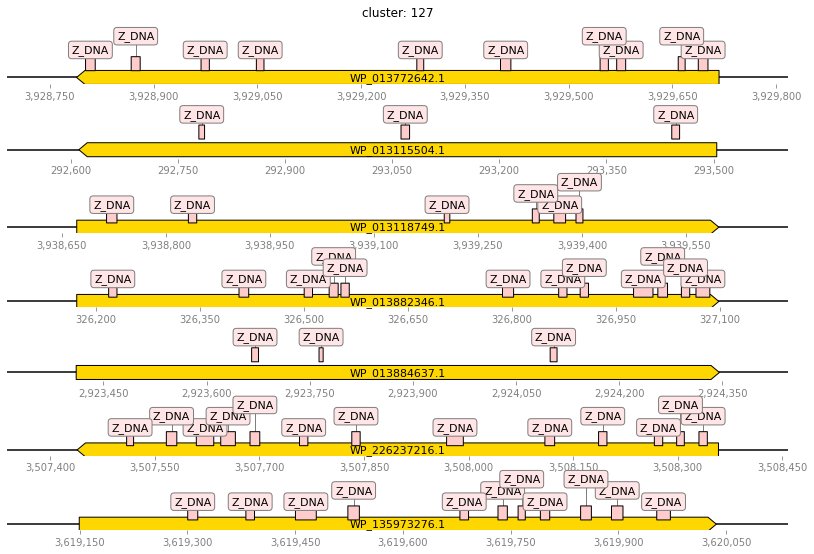 cluster: 127
Z_DNA Z_DNA Z_DNA
Z_DNA Z_DNA Z_DNA Z_DNA Z_DNA Z_DNA Z_DNA
WP_013772642.1
3,928,750 3,928,900 3,929,050 3,929,200 3,929,350 3,929,500 3,929,650 3,929,800
Z_DNA Z_DNA Z_DNA
WP_013115504.1
292,600 292,750 292,900 293,050 293,200 293,350 293,500
Z_DNA
Z_DNA
Z_DNA Z_DNA Z_DNA Z_DNA
WP_013118749.1
3,938,650 3,938,800 3,938,950 3,939,100 3,939,250 3,939,400 3,939,550
Z_DNA Z_DNA
Z_DNA Z_DNA Z_DNA
Z_DNA Z_DNA Z_DNA Z_DNA Z_DNA Z_DNA Z_DNA
WP_013882346.1
326,200 326,350 326,500 326,650 326,800 326,950 327,100
Z_DNA Z_DNA Z_DNA
WP_013884637.1
2,923,450 2,923,600 2,923,750 2,923,900 2,924,050 2,924,200 2,924,350
Z_DNA Z_DNA
Z_DNA Z_DNA Z_DNA Z_DNA Z_DNA
Z_DNA Z_DNA Z_DNA Z_DNA Z_DNA Z_DNA
WP_226237216.1
3,507,400 3,507,550 3,507,700 3,507,850 3,508,000 3,508,150 3,508,300 3,508,450
Z_DNA Z_DNA
Z_DNA Z_DNA Z_DNA
Z_DNA Z_DNA Z_DNA Z_DNA Z_DNA Z_DNA
WP_135973276.1
3,619,150 3,619,300 3,619,450 3,619,600 3,619,750 3,619,900 3,620,050